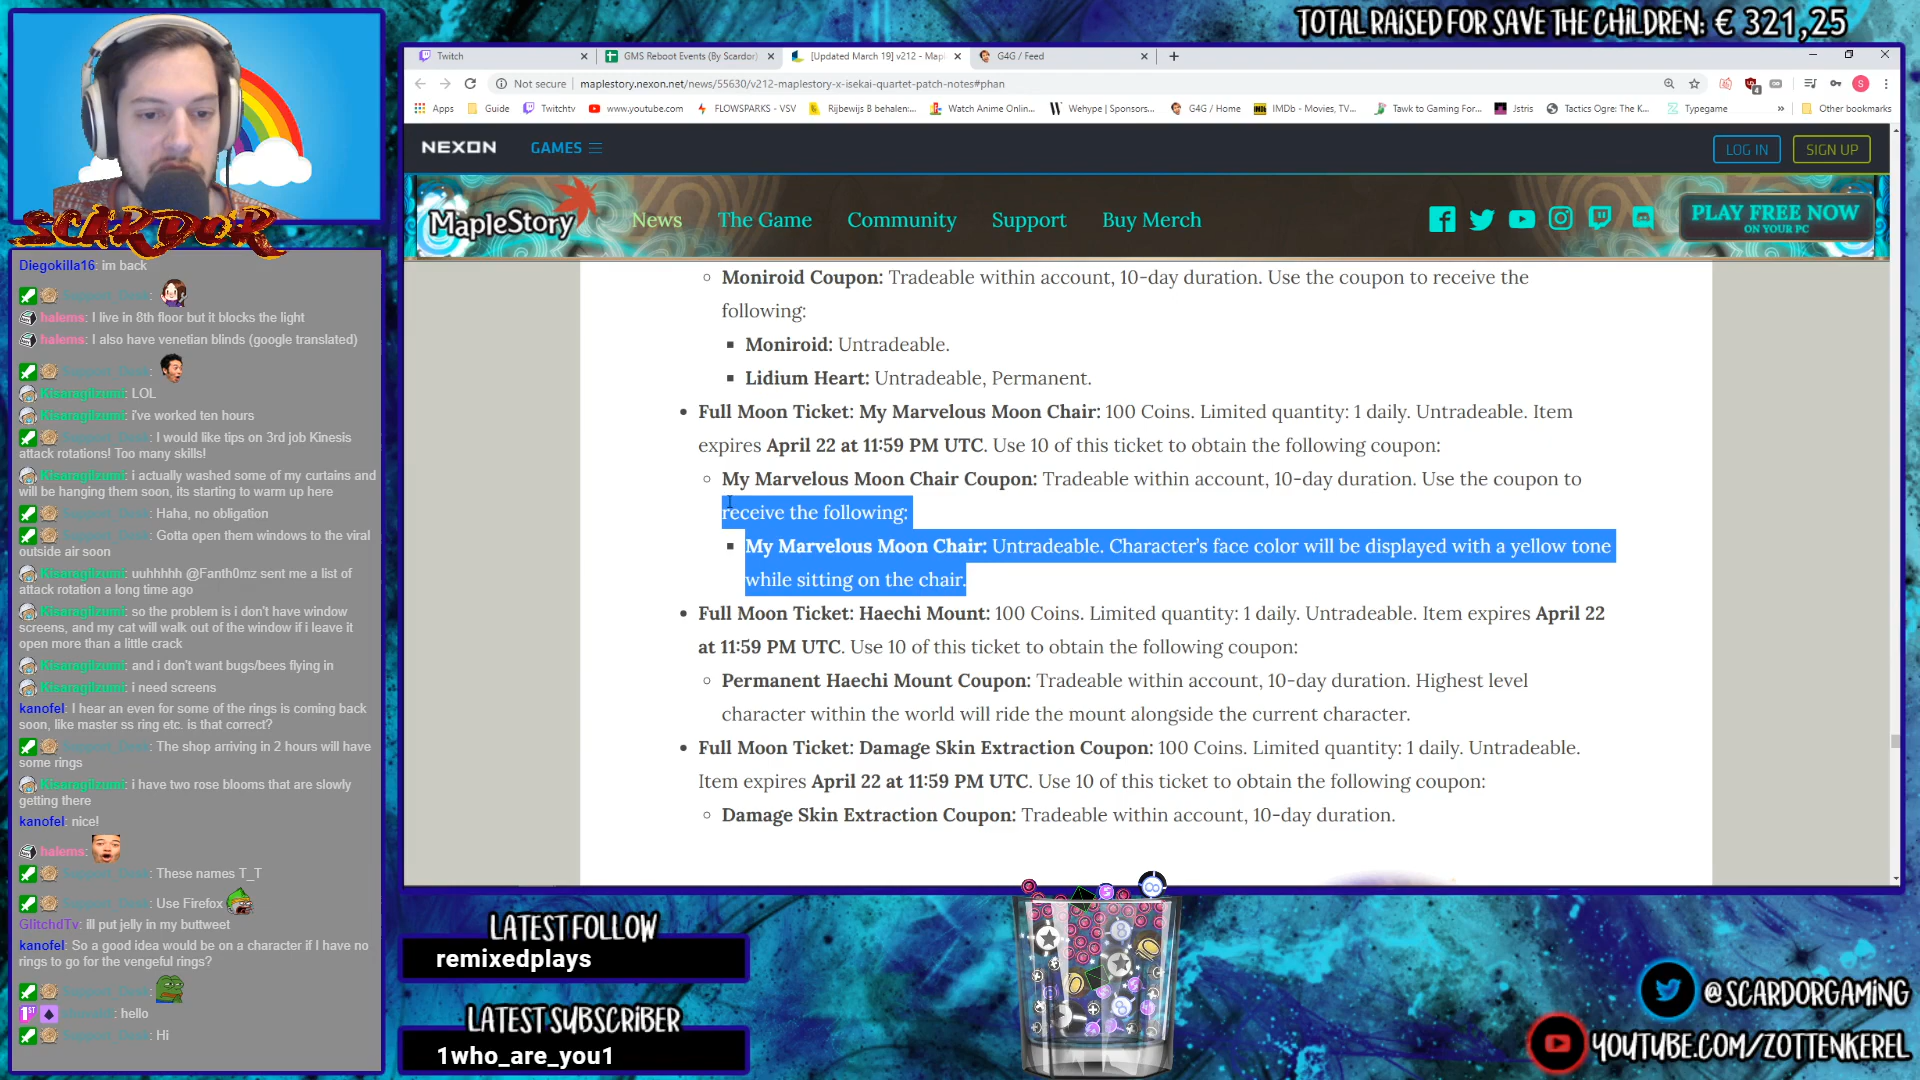 TOTAL RAISED FOR SAVE THE CHILDREN: € 321,25
SCARDOR
Diegokilla16: im back
halems: I live in 8th floor but it blocks the light
halems: I also have venetian blinds (google translated)
KisaragiIzumi: LOL
KisaragiIzumi: i've worked ten hours
: I would like tips on 3rd job Kinesis
attack rotations! Too many skills!
KisaragiIzumi: i actually washed some of my curtains and
will be hanging them soon, its starting to warm up here
: Haha, no obligation
: Gotta open them windows to the viral
outside air soon
KisaragiIzumi: uuhhhhh @Fanth0mz sent me a list of
attack rotation a long time ago
KisaragiIzumi: so the problem is i don't have window
screens, and my cat will walk out of the window if i leave it
open more than a little crack
KisaragiIzumi: and i don't want bugs/bees flying in
KisaragiIzumi: i need screens
kanofel: I hear an even for some of the rings is coming back
soon, like master ss ring etc. is that correct?
: The shop arriving in 2 hours will have
some rings
KisaragiIzumi: i have two rose blooms that are slowly
getting there
kanofel: nice!
halems:
: These names T_T
: Use Firefox
GlitchdTv: ill put jelly in my buttweet
kanofel: So a good idea would be on a character if I have no
rings to go for the vengeful rings?
: hello
: Hi
Twitch
GMS Reboot Events (By Scardor)
[Updated March 19] v212 - Mapl
G4G / Feed
Not secure
maplestory.nexon.net/news/55630/v212-maplestory-x-isekai-quartet-patch-notes#phan
Apps
Guide
Twitchtv
www.youtube.com
FLOWSPARKS - VSV
Rijbewijs B behalen:...
Watch Anime Onlin...
Wehype | Sponsors...
G4G / Home
IMDb - Movies, TV...
Tawk to Gaming For...
Jstris
Tactics Ogre: The K...
Typegame
»
Other bookmarks
NEXON
GAMES
LOG IN
SIGN UP
MapleStory
News
The Game
Community
Support
Buy Merch
PLAY FREE NOW
ON YOUR PC
Moniroid Coupon: Tradeable within account, 10-day duration. Use the coupon to receive the
following:
Moniroid: Untradeable.
Lidium Heart: Untradeable, Permanent.
Full Moon Ticket: My Marvelous Moon Chair: 100 Coins. Limited quantity: 1 daily. Untradeable. Item
expires April 22 at 11:59 PM UTC. Use 10 of this ticket to obtain the following coupon:
My Marvelous Moon Chair Coupon: Tradeable within account, 10-day duration. Use the coupon to
receive the following:
My Marvelous Moon Chair: Untradeable. Character's face color will be displayed with a yellow tone
while sitting on the chair.
Full Moon Ticket: Haechi Mount: 100 Coins. Limited quantity: 1 daily. Untradeable. Item expires April 22
at 11:59 PM UTC. Use 10 of this ticket to obtain the following coupon:
Permanent Haechi Mount Coupon: Tradeable within account, 10-day duration. Highest level
character within the world will ride the mount alongside the current character.
Full Moon Ticket: Damage Skin Extraction Coupon: 100 Coins. Limited quantity: 1 daily. Untradeable.
Item expires April 22 at 11:59 PM UTC. Use 10 of this ticket to obtain the following coupon:
Damage Skin Extraction Coupon: Tradeable within account, 10-day duration.
LATEST FOLLOW
remixedplays
LATEST SUBSCRIBER
1who_are_you1
@SCARDORGAMING
YOUTUBE.COM/ZOTTENKEREL